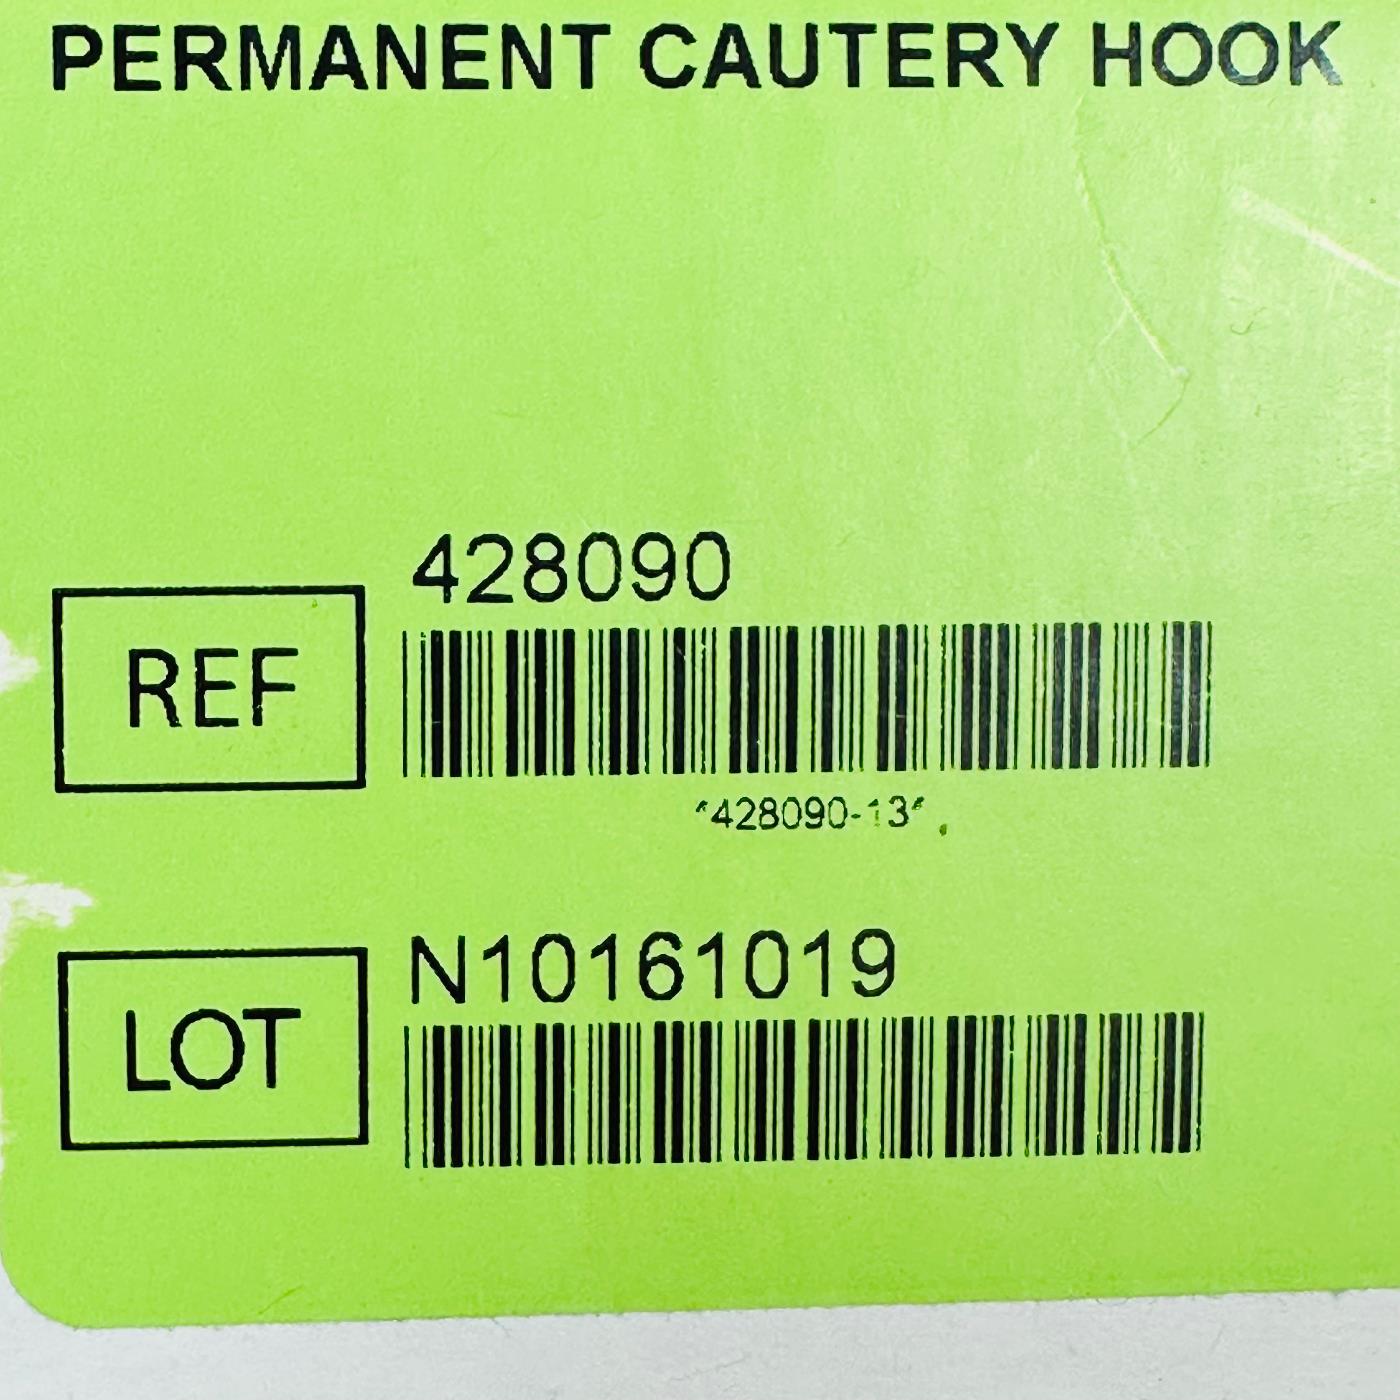 PERMANENT CAUTERY HOOK
428090
REF
*428090-13*
N10161019
LOT